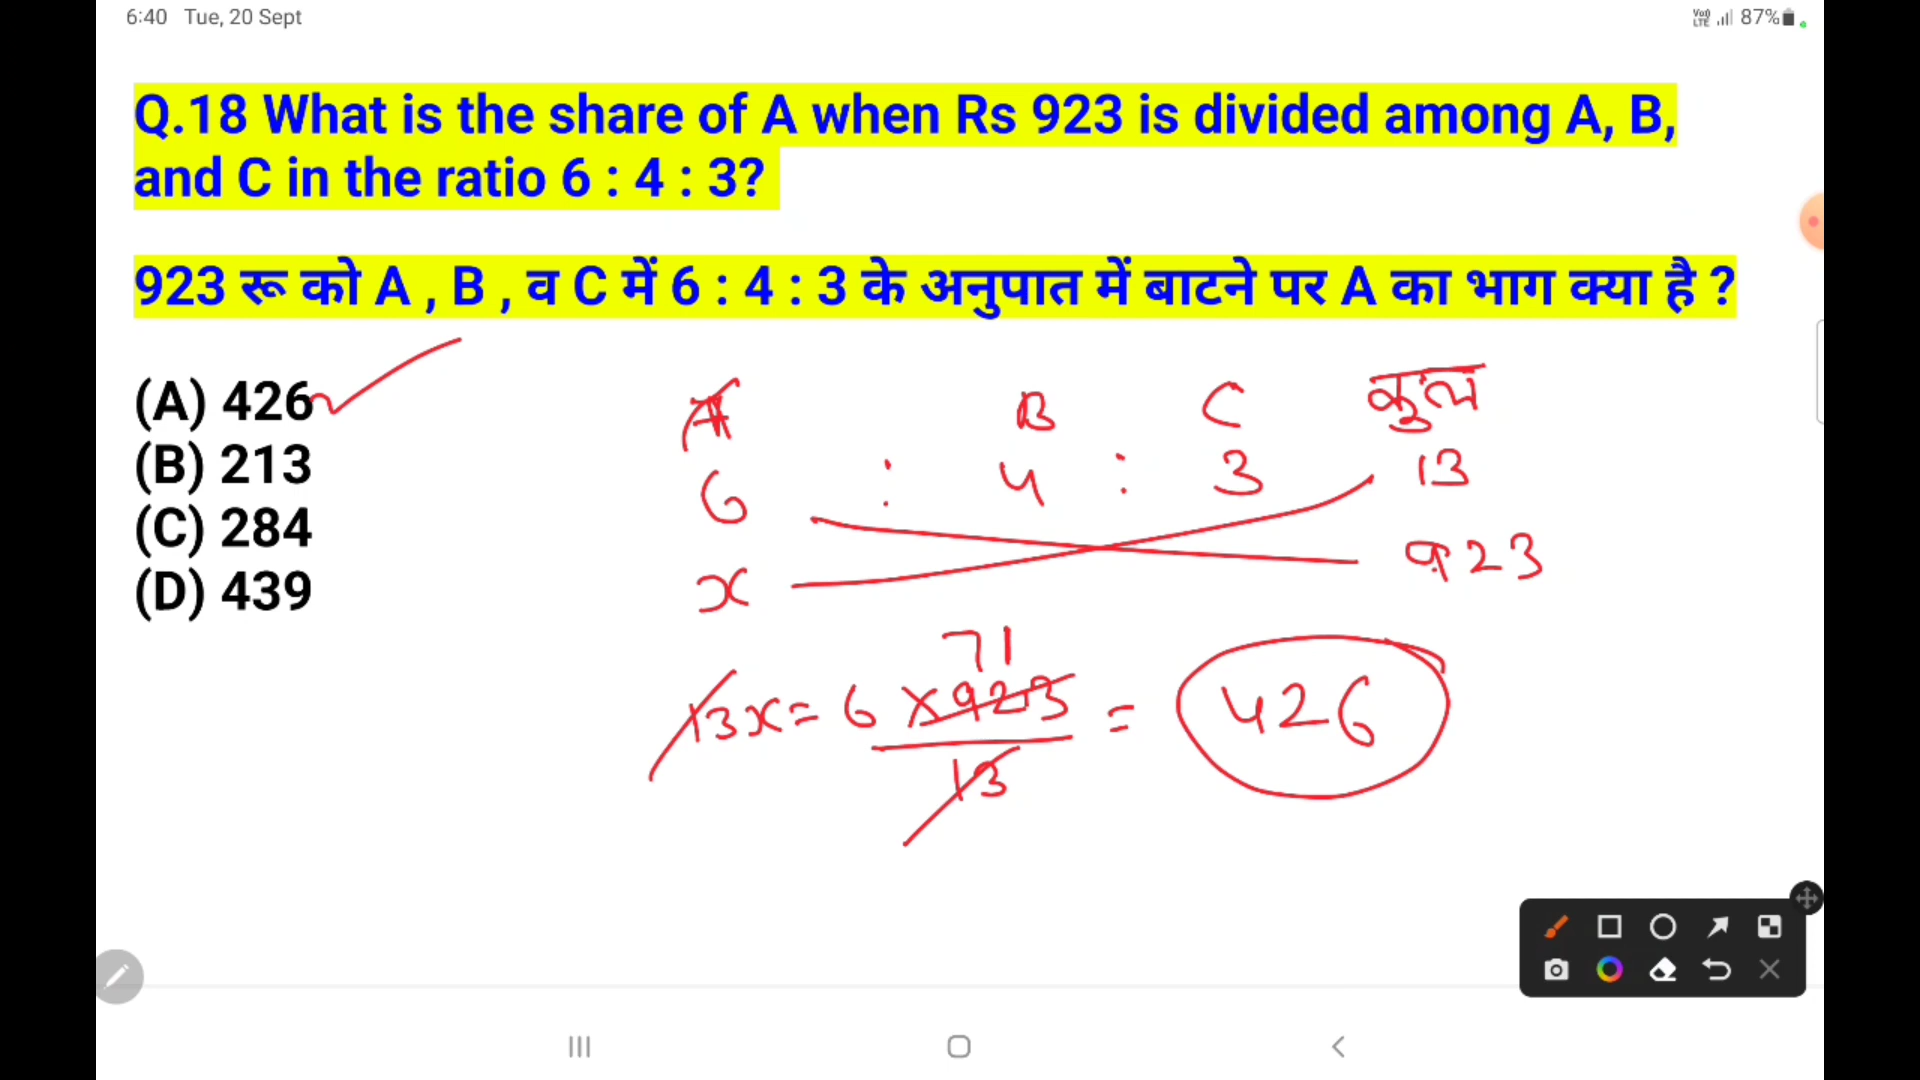 6:40 Tue, 20 Sept
VoD LTE 87%
Q.18 What is the share of A when Rs 923 is divided among A, B,
and C in the ratio 6 : 4 : 3?
923 रू को A , B , व C में 6 : 4 : 3 के अनुपात में बाटने पर A का भाग क्या है ?
(A) 426
(B) 213
(C) 284
(D) 439
A B C कुल
6 : 4 : 3 13
x 923
71
13x = 6 x 923 = 426
13